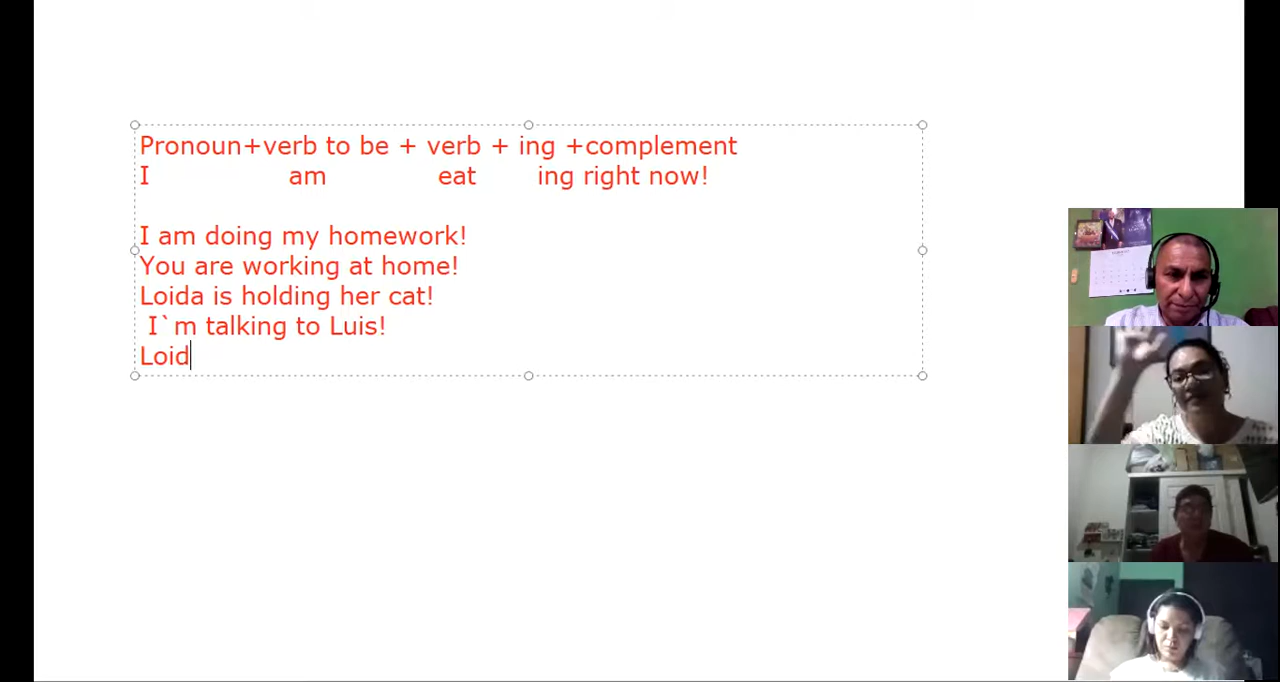 Pronoun+verb to be + verb + ing +complement
I am eat ing right now!
I am doing my homework!
You are working at home!
Loida is holding her cat!
I`m talking to Luis!
Loid